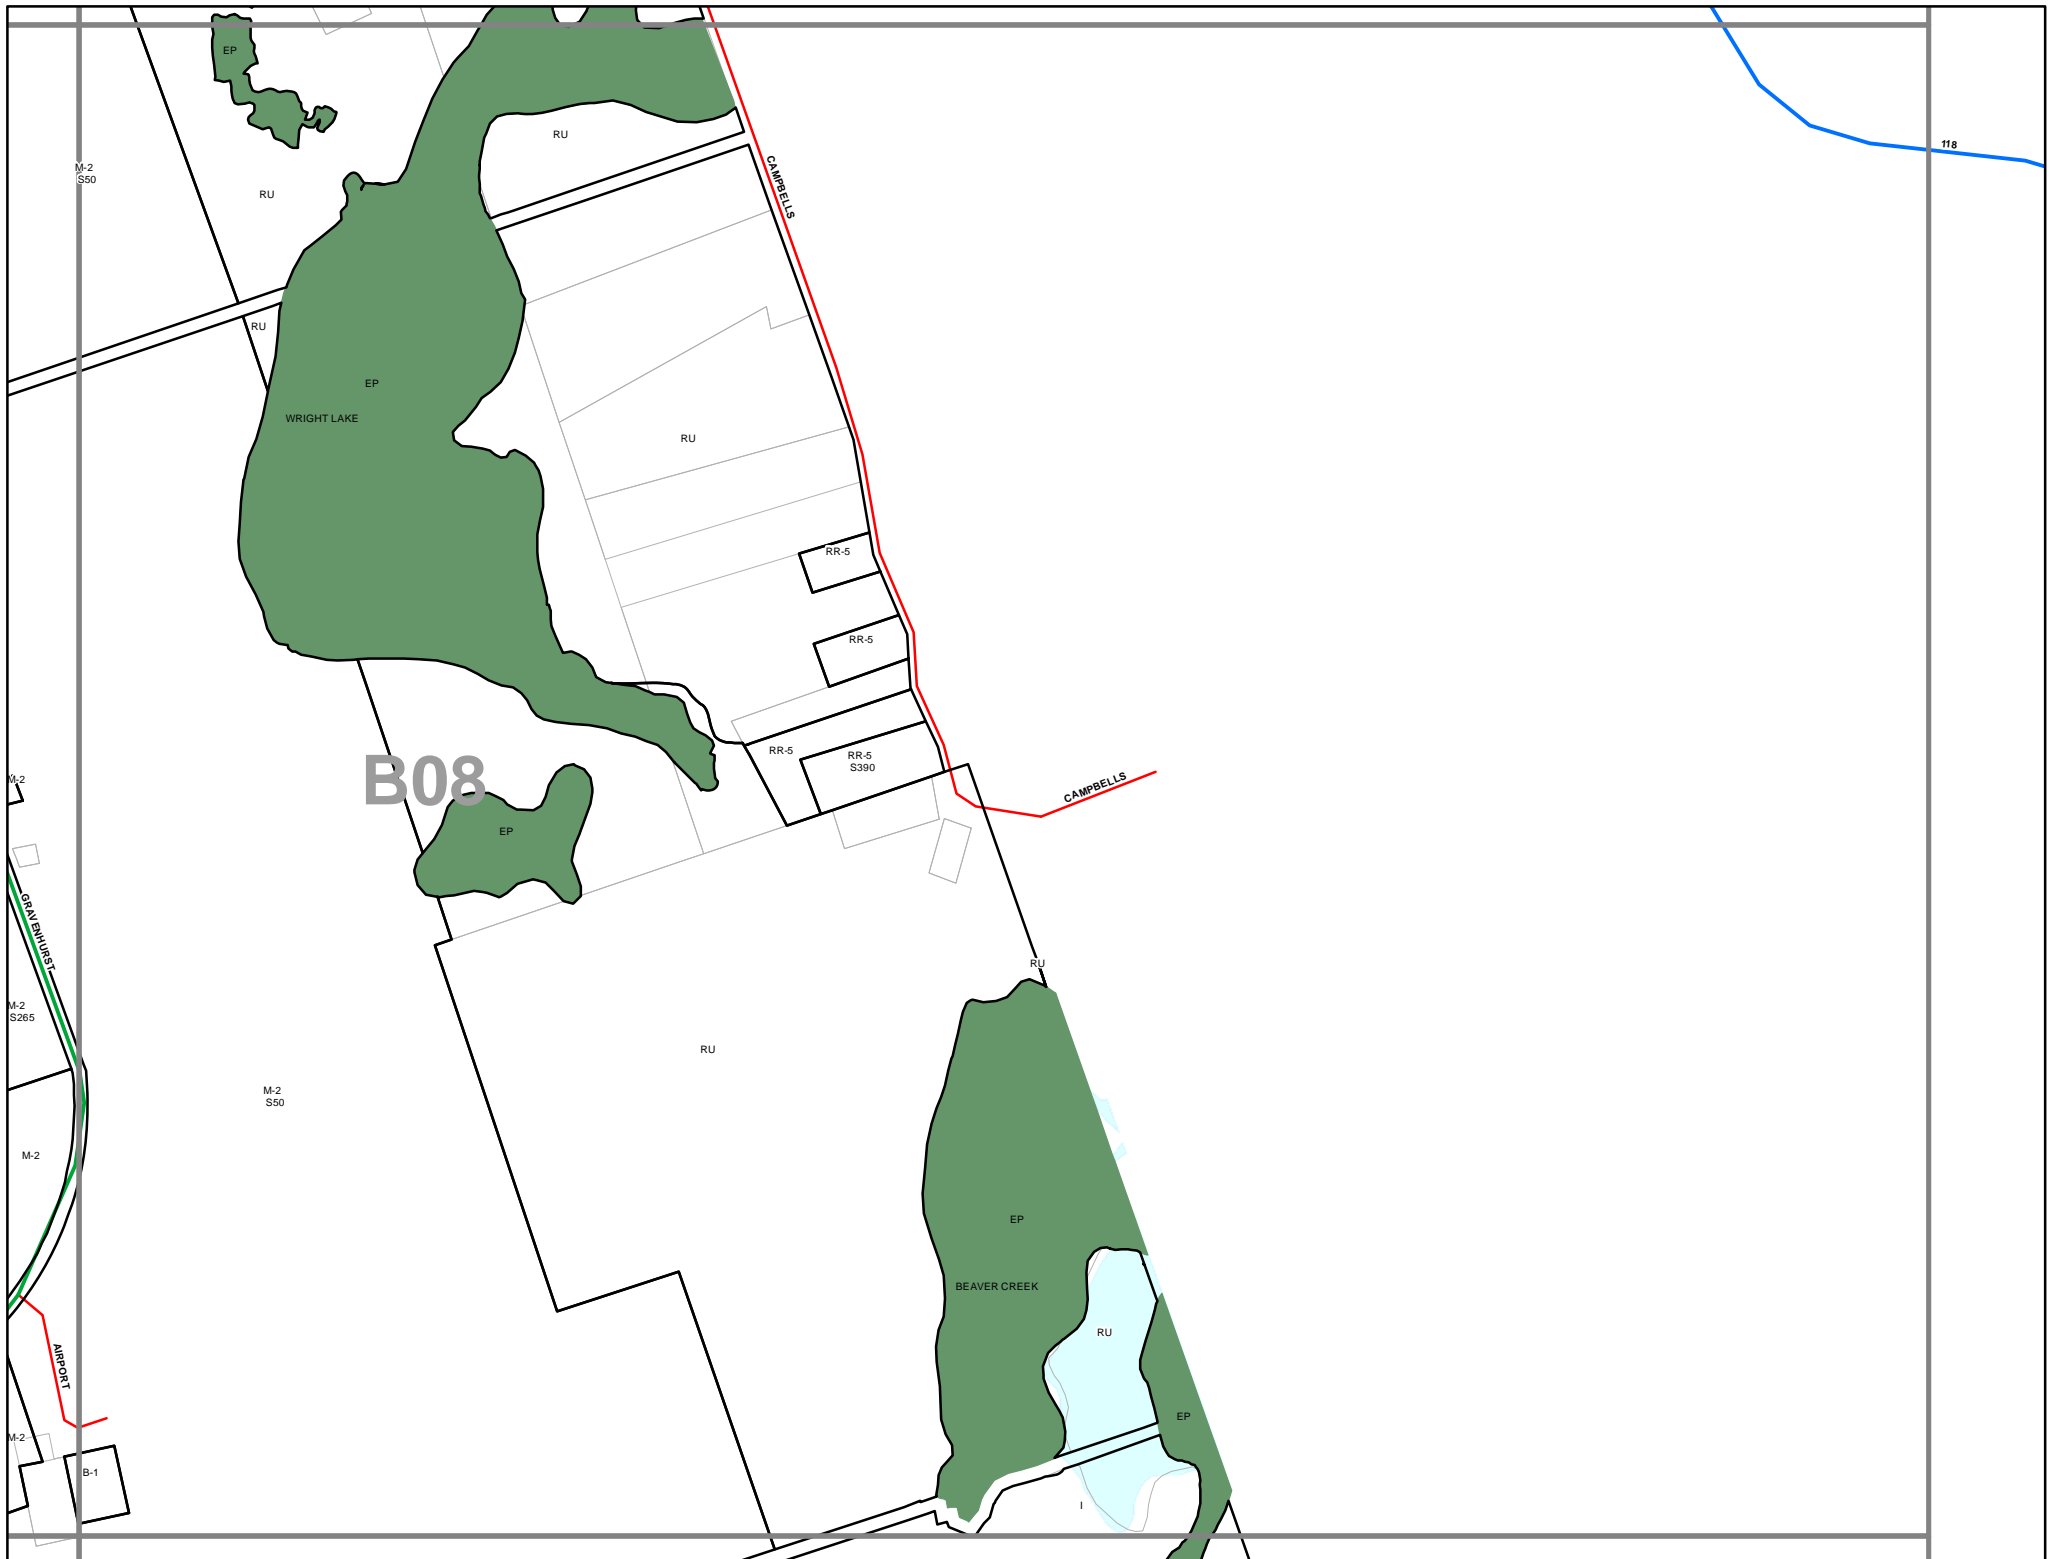 EP
RU
118
M-2
S50
RU
CAMPBELLS
RU
EP
WRIGHT LAKE
RU
RR-5
RR-5
RR-5
RR-5
S390
B08
M-2
CAMPBELLS
EP
GRAVENHURST
RU
M-2
S265
RU
M-2
S50
M-2
EP
BEAVER CREEK
RU
AIRPORT
EP
M-2
B-1
I